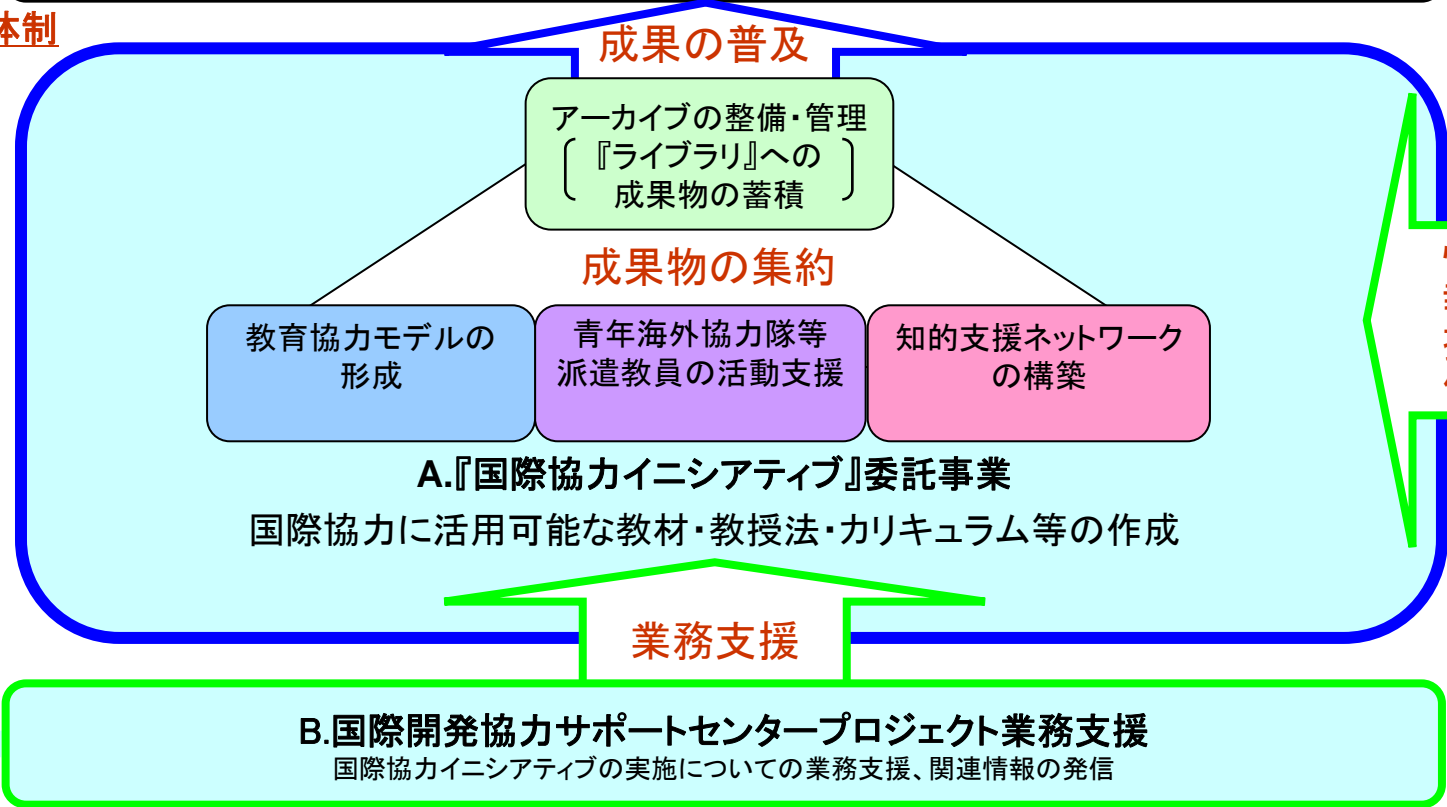 体制
成果の普及
アーカイブの整備・管理
『ライブラリ』への
成果物の蓄積
成果物の集約
教育協力モデルの
形成
青年海外協力隊等
派遣教員の活動支援
知的支援ネットワーク
の構築
A.『国際協力イニシアティブ』委託事業
国際協力に活用可能な教材・教授法・カリキュラム等の作成
業務支援
B.国際開発協力サポートセンタープロジェクト業務支援
国際協力イニシアティブの実施についての業務支援、関連情報の発信